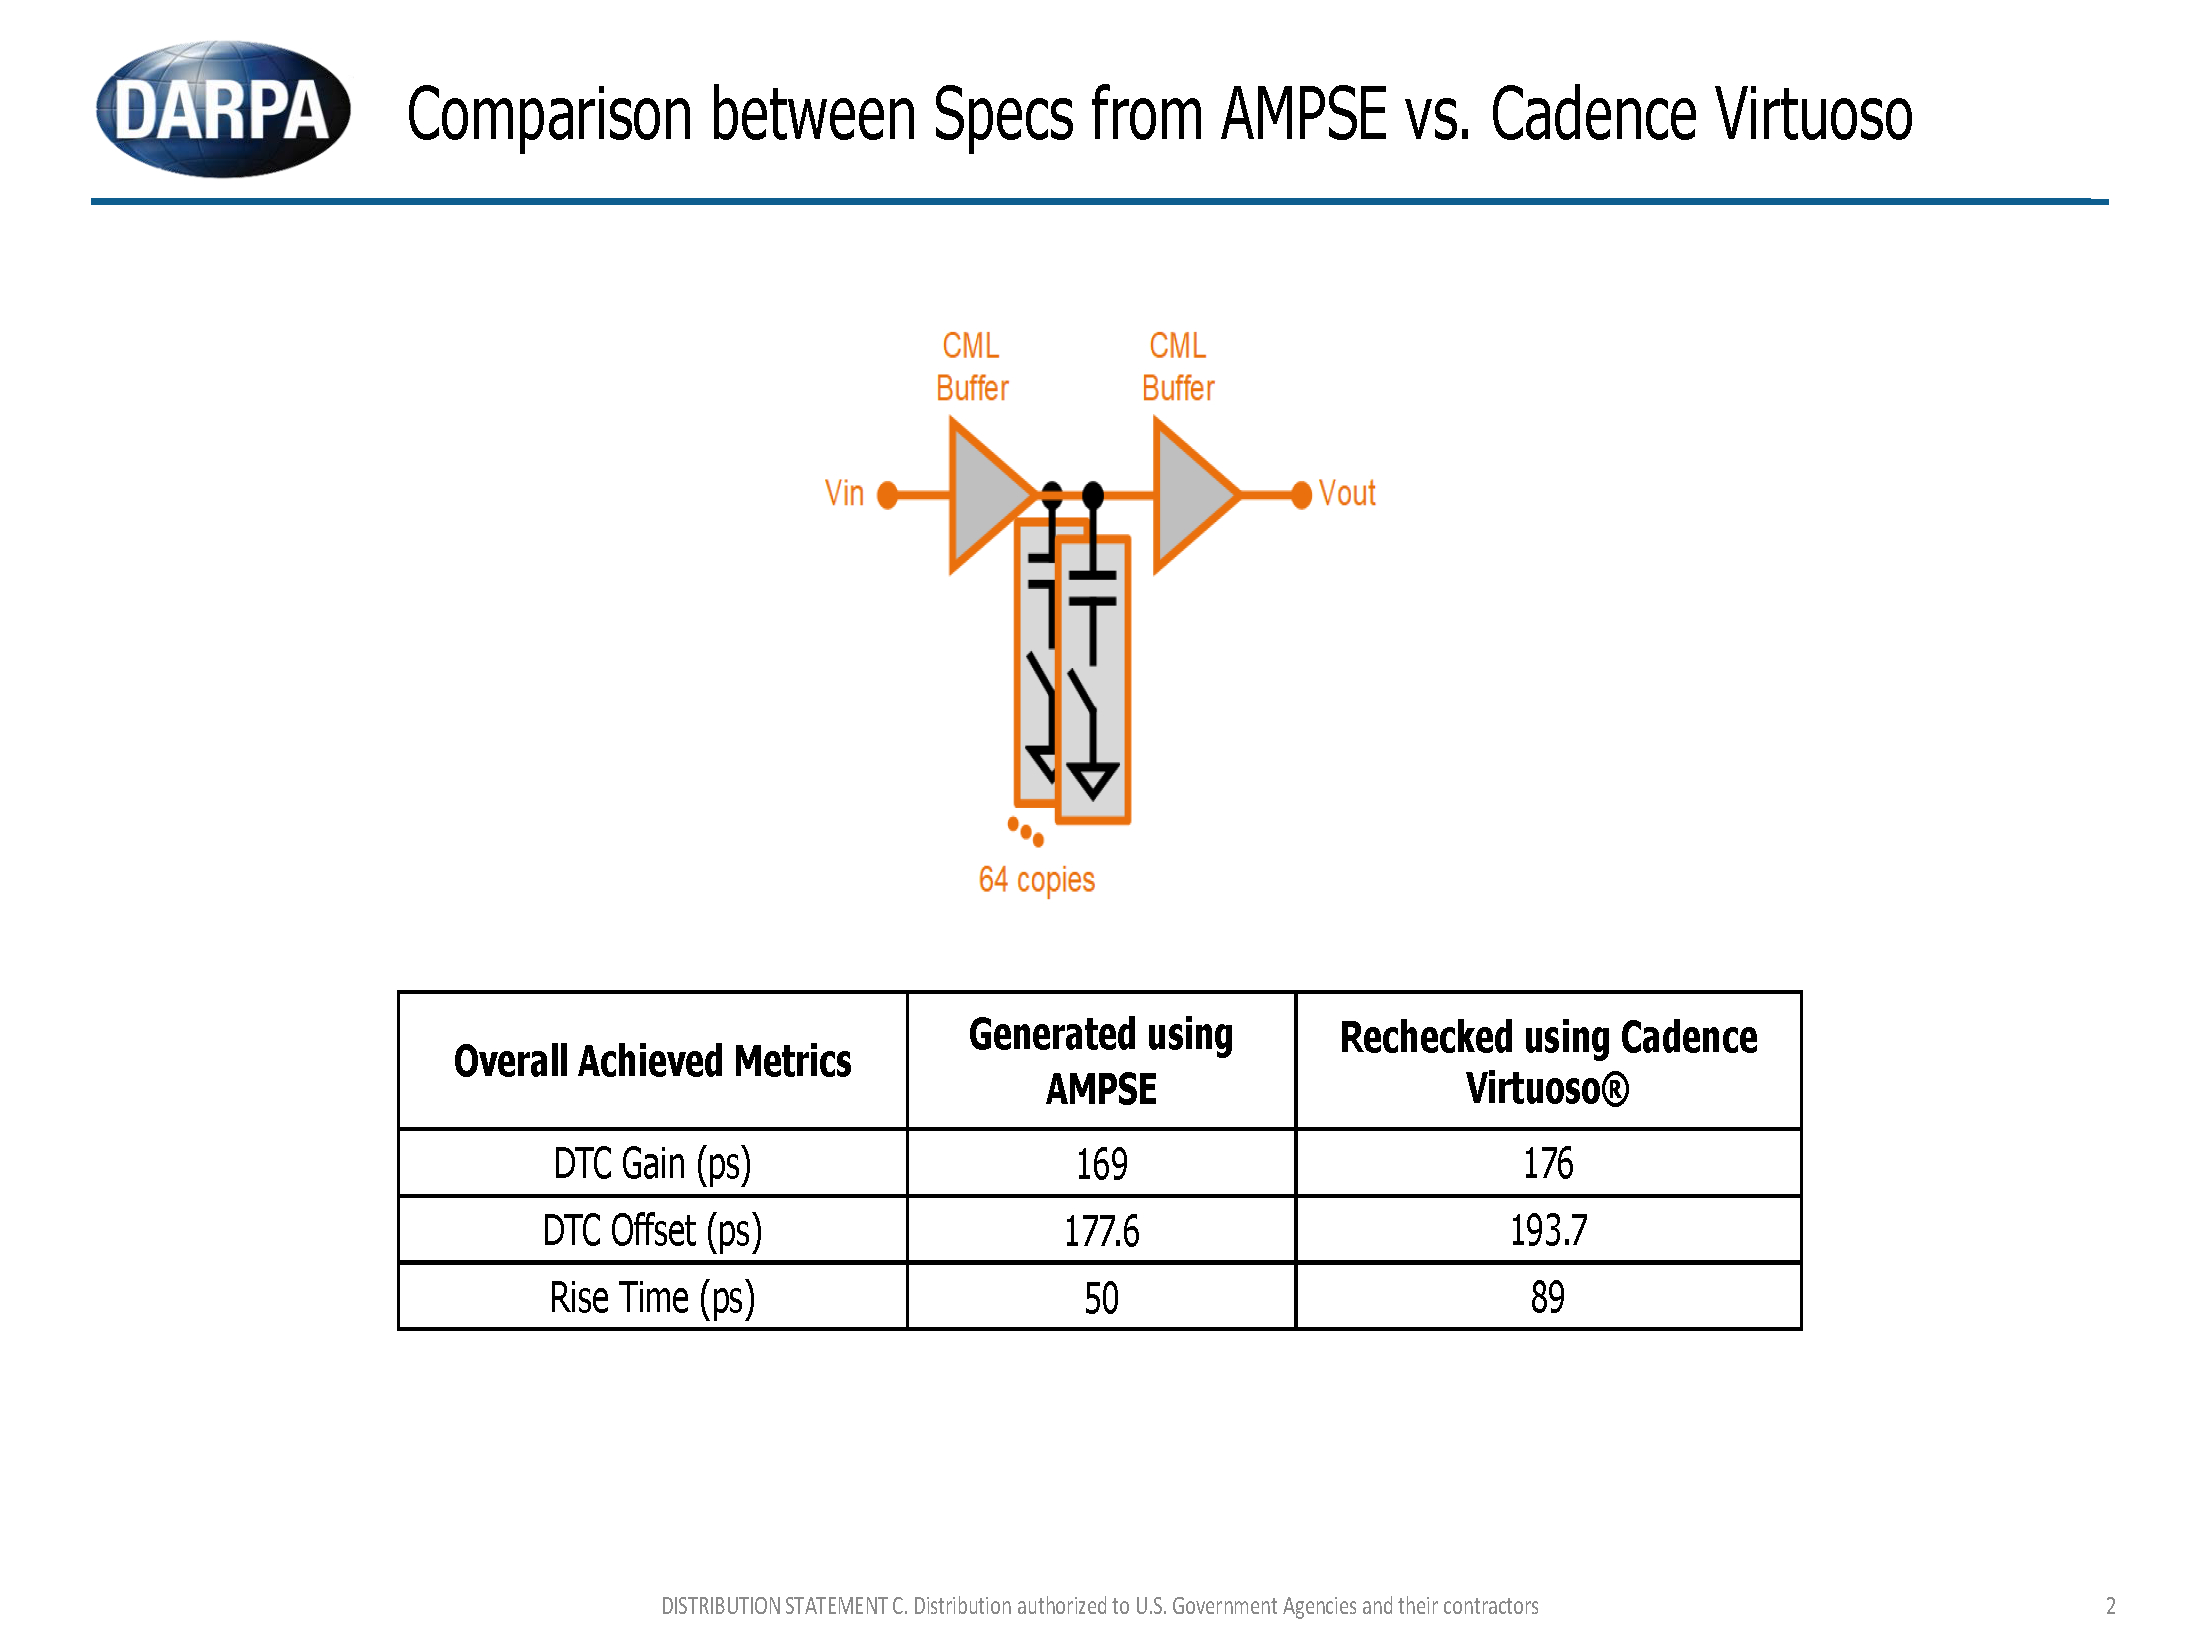 DARPA
Comparison between Specs from AMPSE vs. Cadence Virtuoso
CML
Buffer
CML
Buffer
Vin
Vout
64 copies
Overall Achieved Metrics
Generated using
AMPSE
Rechecked using Cadence
Virtuoso®
DTC Gain (ps)
169
176
DTC Offset (ps)
177.6
193.7
Rise Time (ps)
50
89
DISTRIBUTION STATEMENT C. Distribution authorized to U.S. Government Agencies and their contractors
2